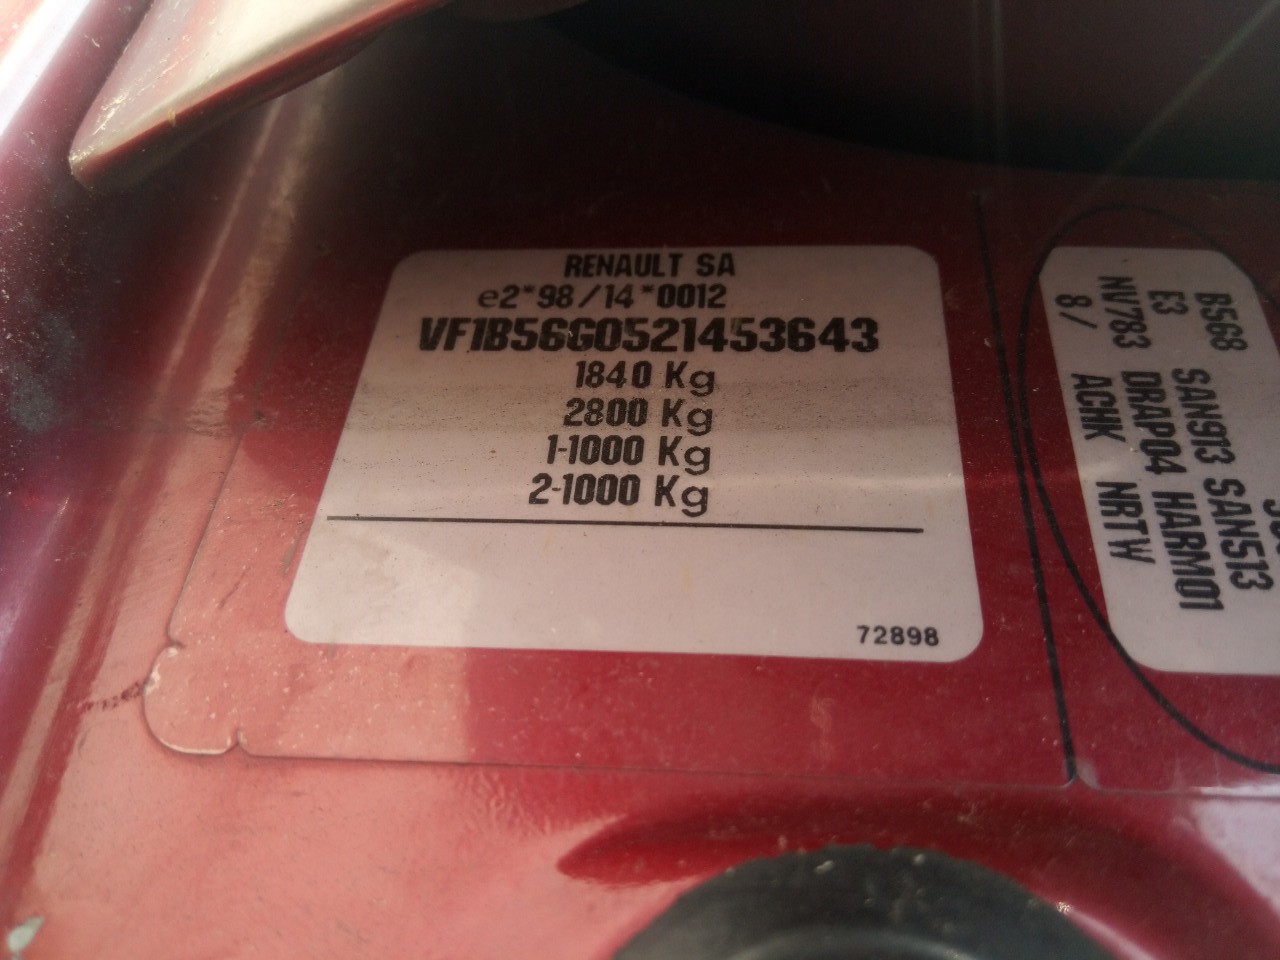 RENAULT SA
e2*98/14*0012
VF1B56G0521453643
1840 Kg
2800 Kg
1-1000 Kg
2-1000 Kg
72898
B568 SAN913 SAN513
E3 DRAP04 HARM01
NV783 ACHK NRTW
8/